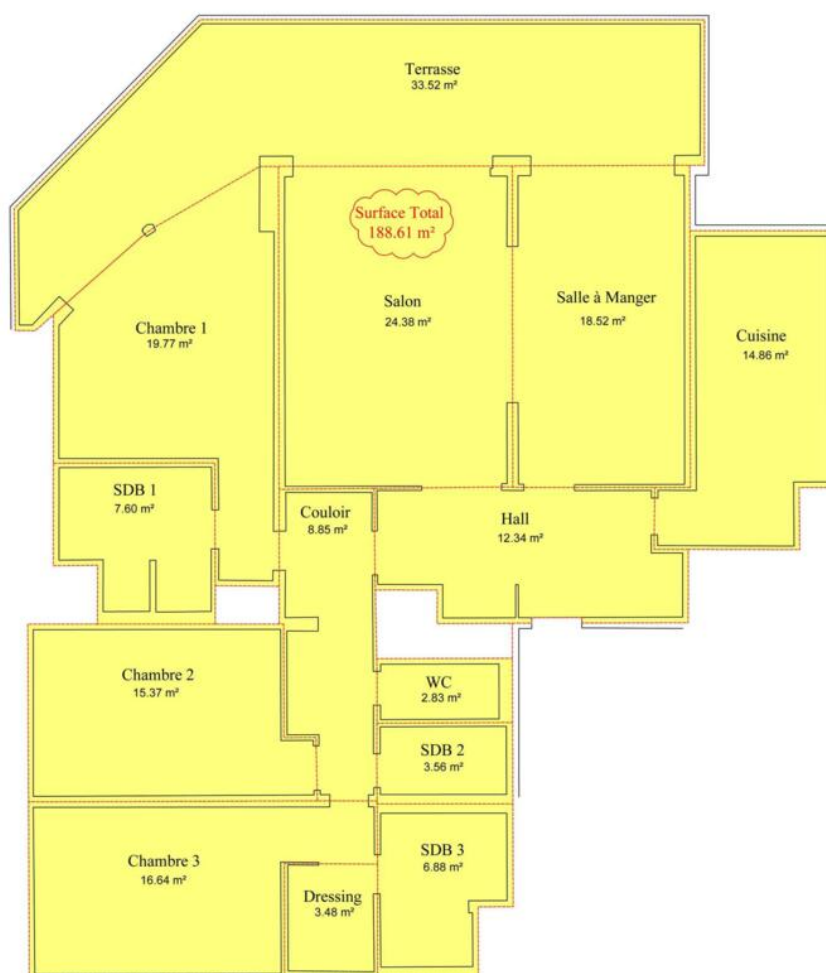 Terrasse
33.52 m²
Surface Total
188.61 m²
Salon
24.38 m²
Salle à Manger
18.52 m²
Chambre 1
19.77 m²
Cuisine
14.86 m²
SDB 1
7.60 m²
Couloir
8.85 m²
Hall
12.34 m²
Chambre 2
15.37 m²
WC
2.83 m²
SDB 2
3.56 m²
Chambre 3
16.64 m²
SDB 3
6.88 m²
Dressing
3.48 m²